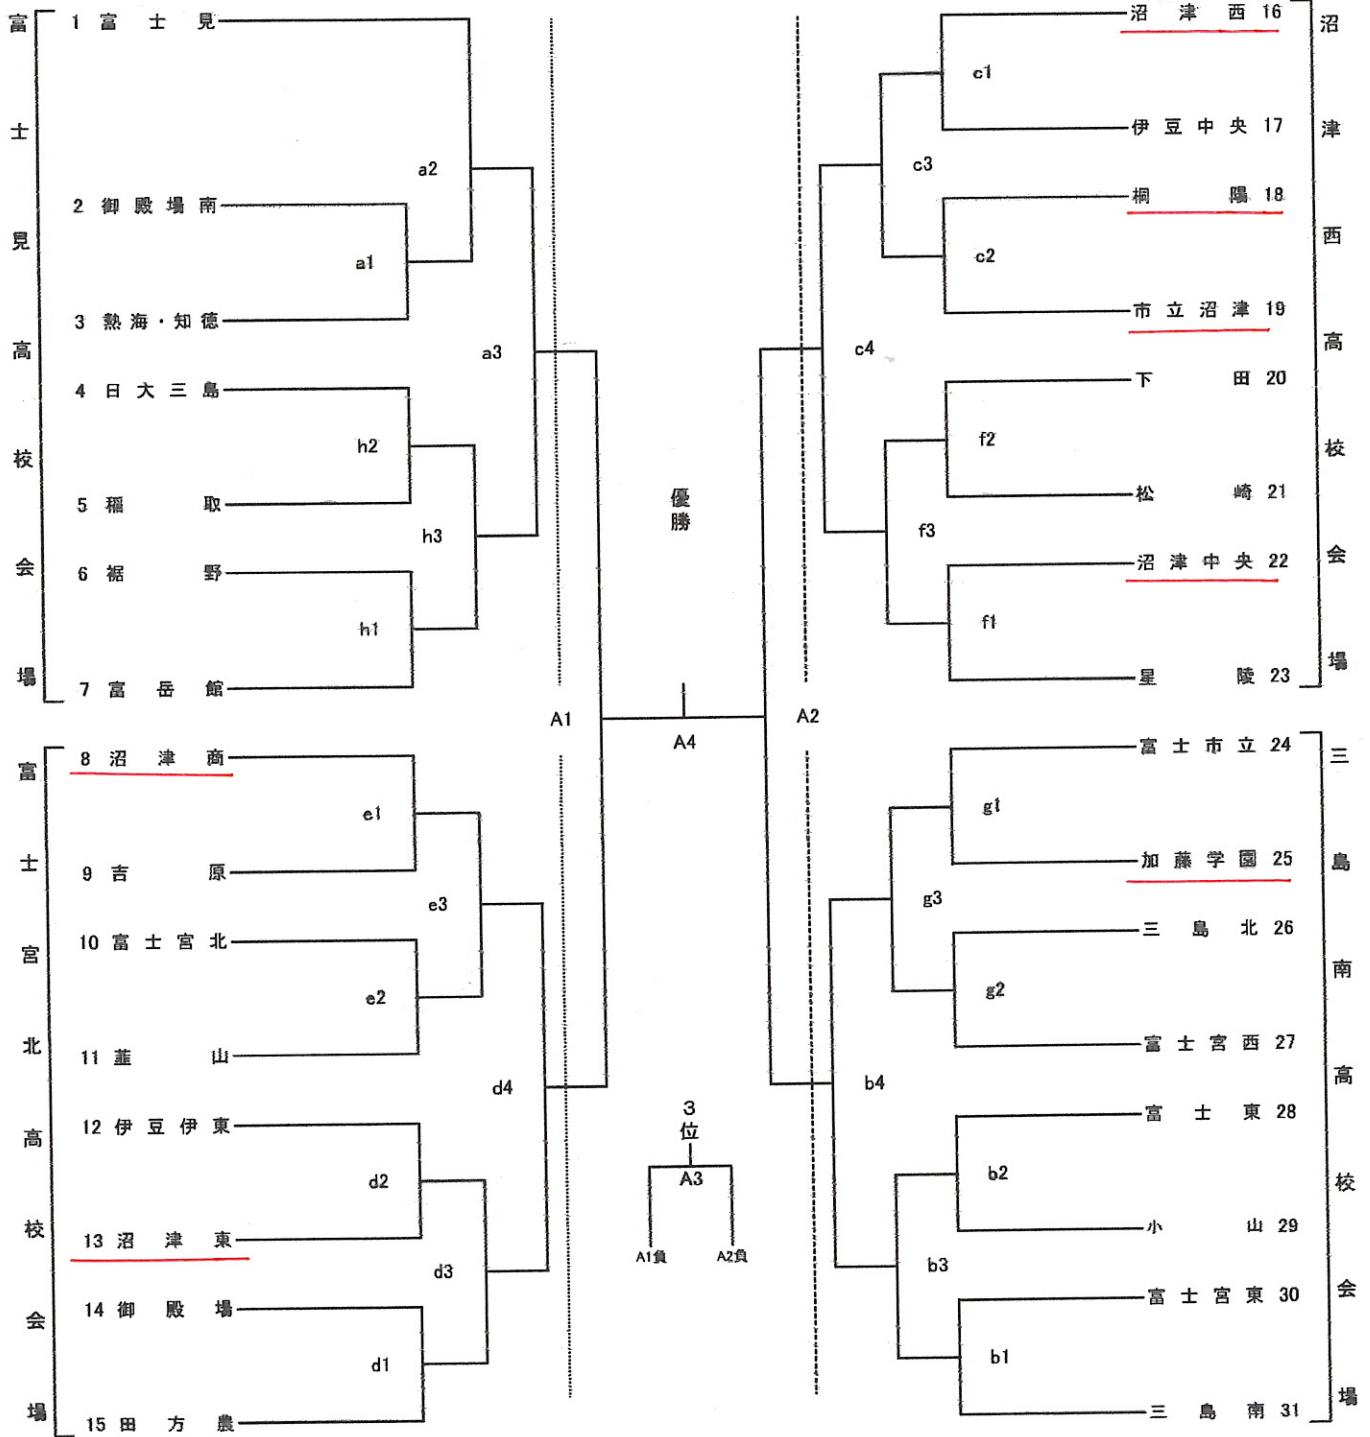 富士見高校会場
1 富士見
a2
2 御殿場南
a1
3 熱海・知徳
a3
4 日大三島
h2
5 稲取
h3
6 裾野
h1
7 富岳館
富士宮北高校会場
8 沼津商
e1
9 吉原
e3
10 富士宮北
e2
11 韮山
d4
12 伊豆伊東
d2
13 沼津東
d3
14 御殿場
d1
15 田方農
A1
優勝
A4
A2
3位
A3
A1負 A2負
沼津西高校会場
沼津西 16
c1
伊豆中央 17
c3
桐陽 18
c2
市立沼津 19
c4
下田 20
f2
松崎 21
f3
沼津中央 22
f1
星陵 23
三島南高校会場
富士市立 24
g1
加藤学園 25
g3
三島北 26
g2
富士宮西 27
b4
富士東 28
b2
小山 29
b3
富士宮東 30
b1
三島南 31